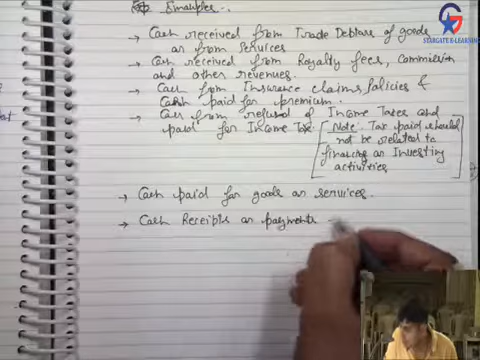 Examples :-
STARGATE E-LEARNING
→ Cash received from Trade Debtors of goods
or from services
→ Cash received from Royalty fees, Commission
and other revenues.
→ Cash from Insurance claims, Policies &
Cash paid for premium.
→ Cash from refund of Income Taxes and
paid for Income Tax.
[Note: Tax paid should
not be related to
financing or Investing
activities]
→ Cash paid for goods or services.
→ Cash Receipts or payments